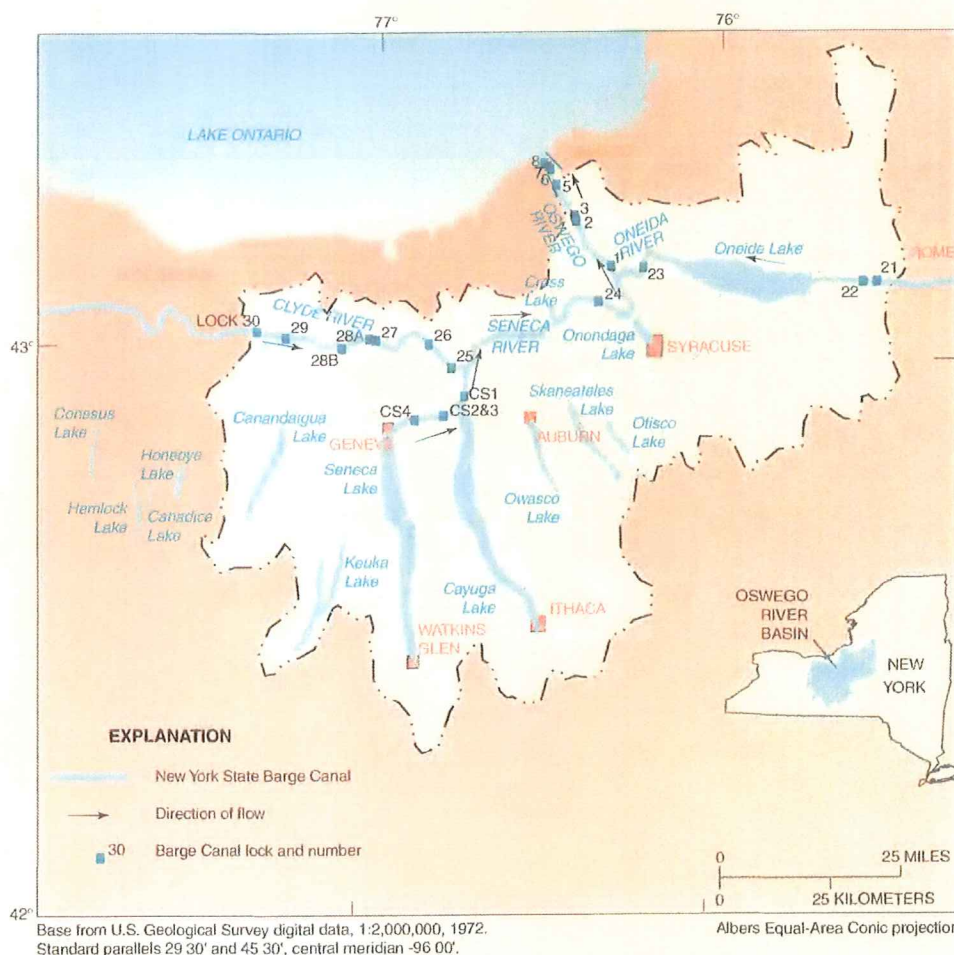 77°
76°
LAKE ONTARIO
8
7
6
5
3
2
OSWEGO
RIVER
1
ONEIDA
RIVER
23
Oneida Lake
21
22
Cross
Lake
24
CLYDE RIVER
LOCK 30
29
28A
27
28B
26
25
SENECA
RIVER
Onondaga
Lake
SYRACUSE
43°
CS1
CS2&3
CS4
Skaneateles
Lake
Otisco
Lake
Conesus
Lake
Canandaigua
Lake
GENEVA
AUBURN
Honeoye
Lake
Seneca
Lake
Owasco
Lake
Hemlock
Lake
Canadice
Lake
Keuka
Lake
Cayuga
Lake
ITHACA
WATKINS
GLEN
OSWEGO
RIVER
BASIN
NEW
YORK
EXPLANATION
New York State Barge Canal
Direction of flow
30 Barge Canal lock and number
0 25 MILES
0 25 KILOMETERS
42°
Base from U.S. Geological Survey digital data, 1:2,000,000, 1972.
Standard parallels 29 30' and 45 30', central meridian -96 00'.
Albers Equal-Area Conic projection